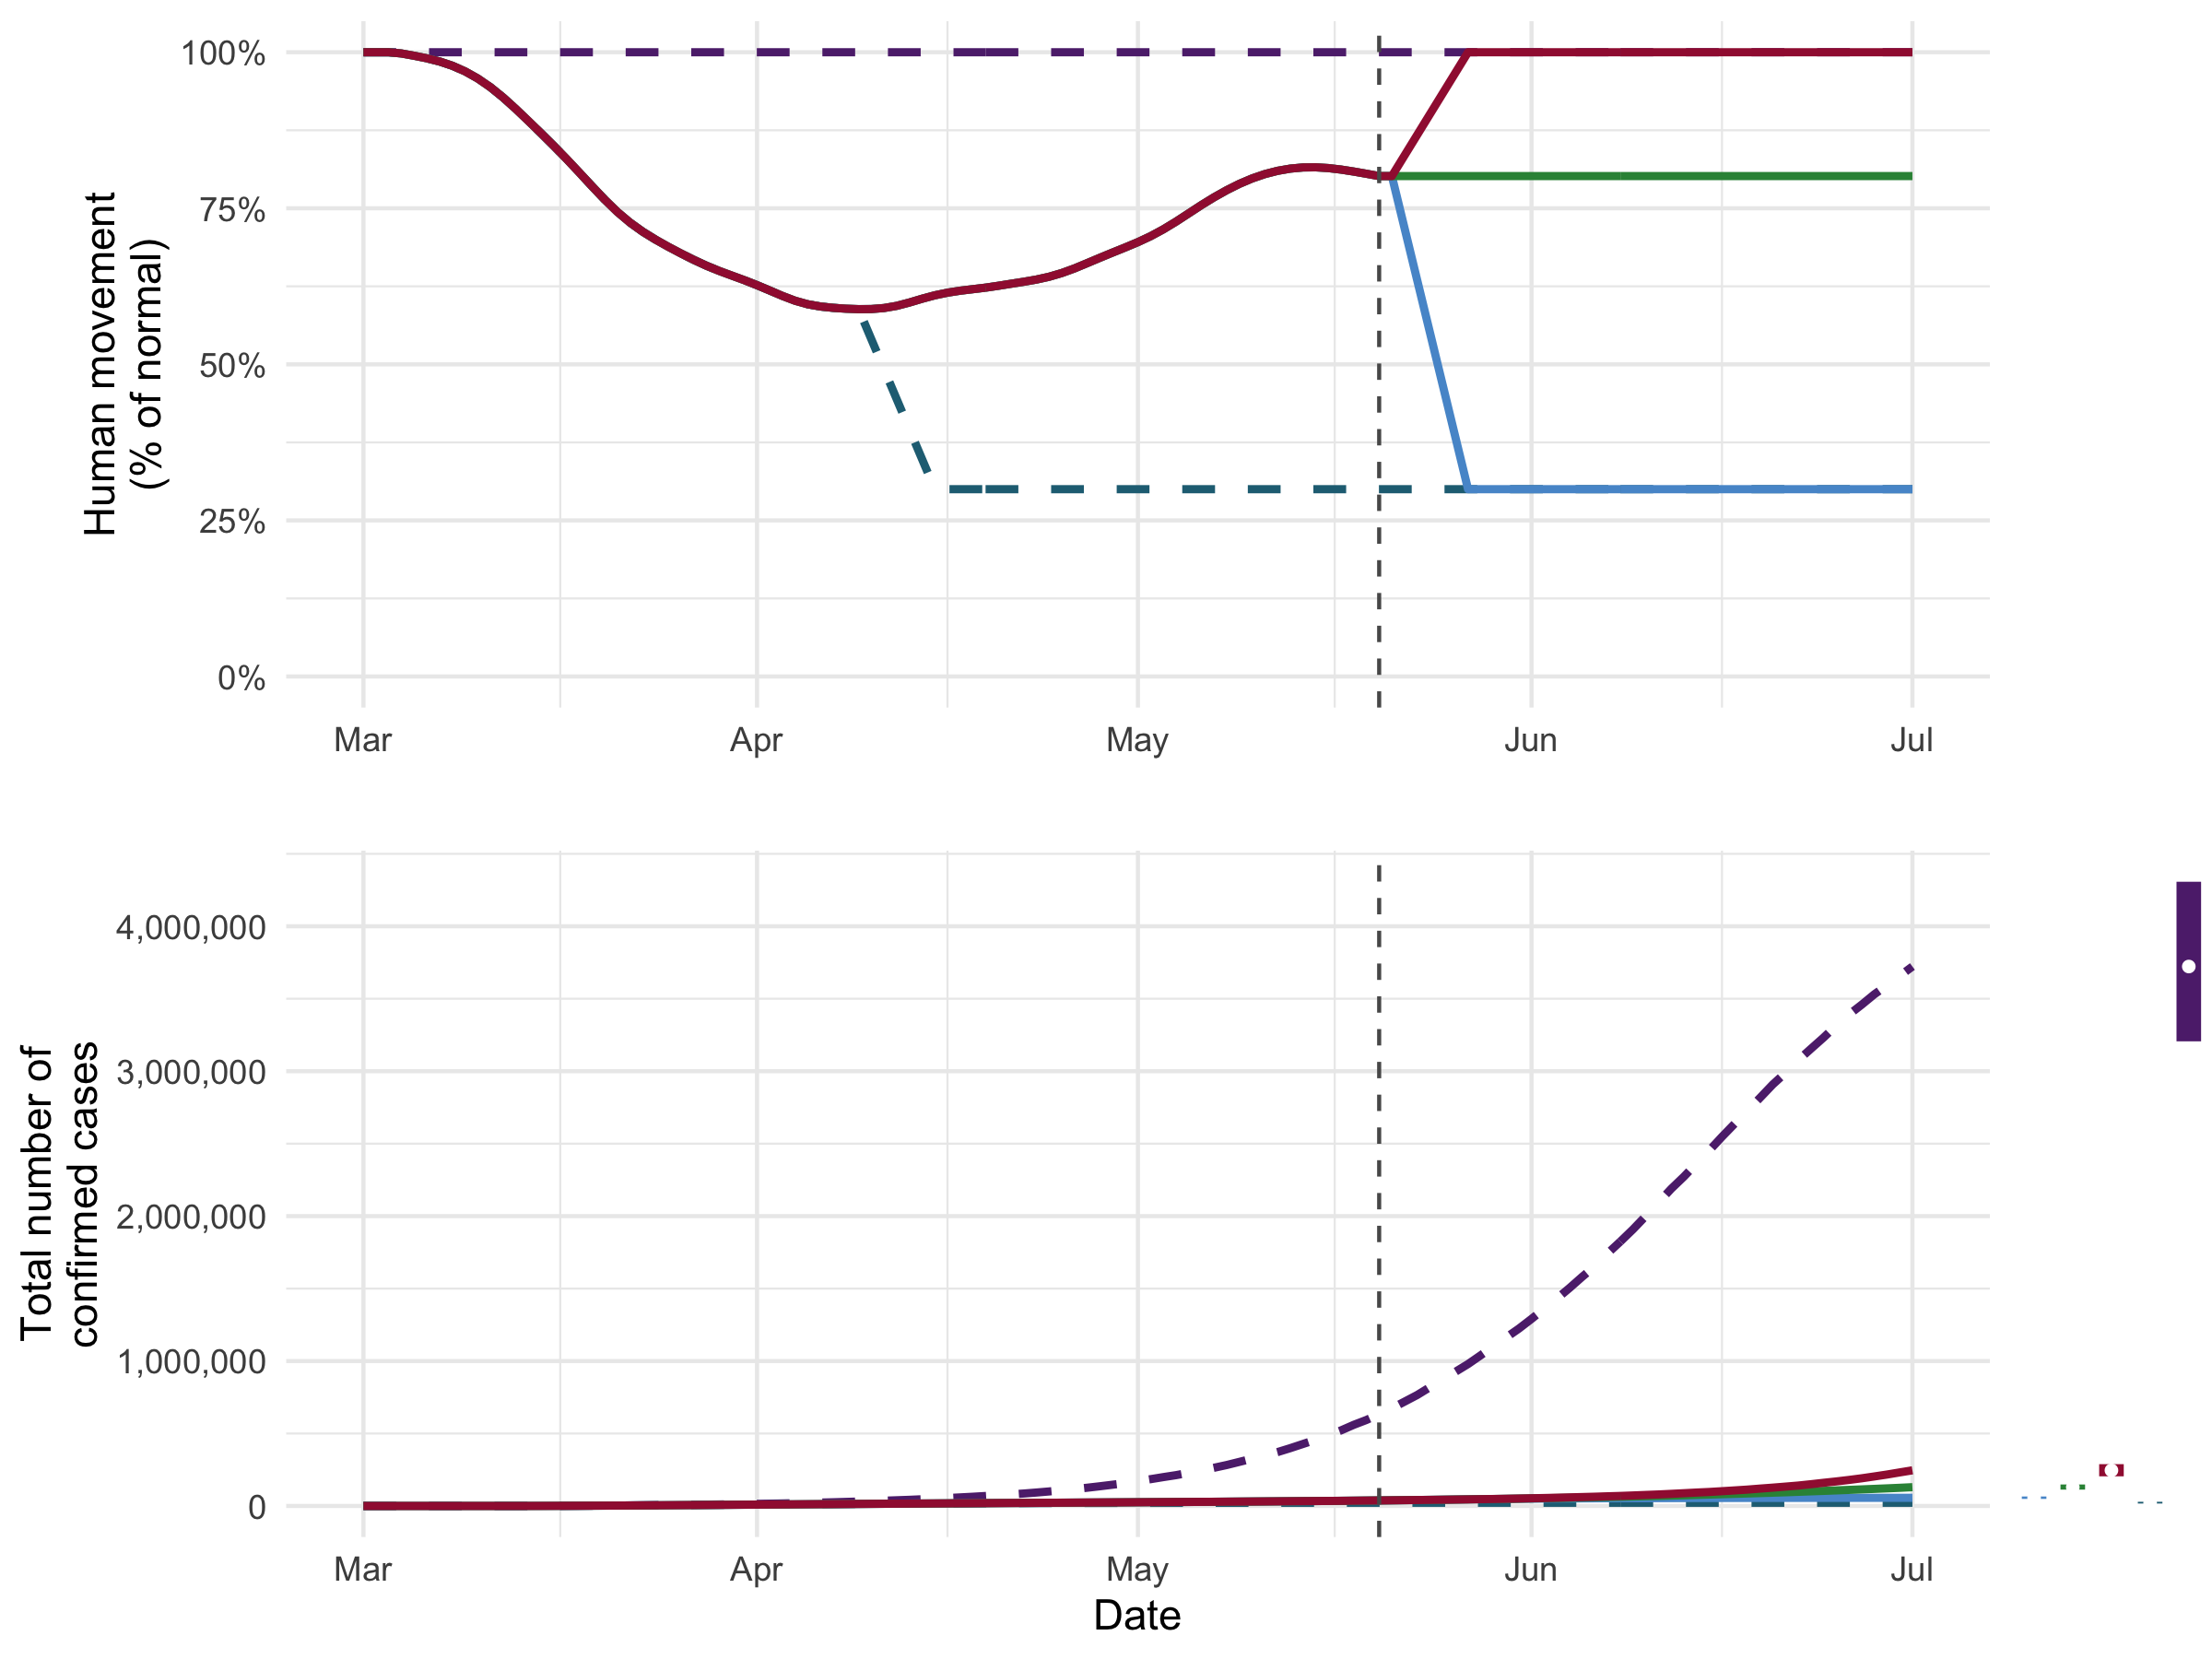 Human movement
(% of normal)
100%
75%
50%
25%
0%
Mar Apr May Jun Jul
Total number of
confirmed cases
4,000,000
3,000,000
2,000,000
1,000,000
0
Mar Apr May Jun Jul
Date